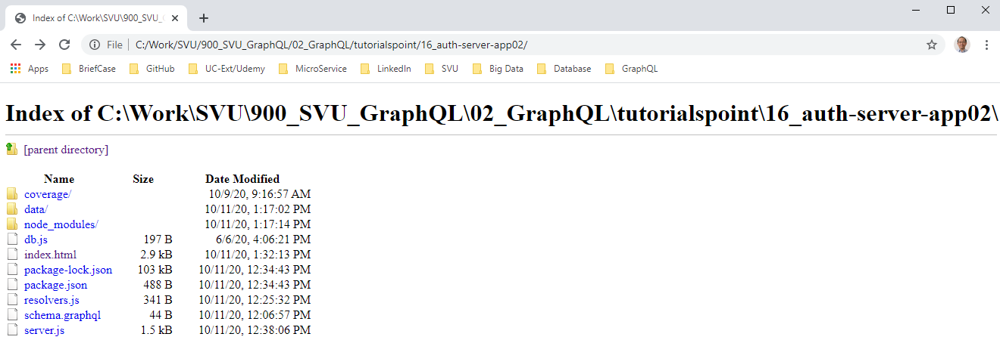 Index of C:\Work\SVU\900_SVU_G
File C:/Work/SVU/900_SVU_GraphQL/02_GraphQL/tutorialspoint/16_auth-server-app02/
Apps BriefCase GitHub UC-Ext/Udemy MicroService LinkedIn SVU Big Data Database GraphQL
Index of C:\Work\SVU\900_SVU_GraphQL\02_GraphQL\tutorialspoint\16_auth-server-app02\
[parent directory]
Name Size Date Modified
coverage/ 10/9/20, 9:16:57 AM
data/ 10/11/20, 1:17:02 PM
node_modules/ 10/11/20, 1:17:14 PM
db.js 197 B 6/6/20, 4:06:21 PM
index.html 2.9 kB 10/11/20, 1:32:13 PM
package-lock.json 103 kB 10/11/20, 12:34:43 PM
package.json 488 B 10/11/20, 12:34:43 PM
resolvers.js 341 B 10/11/20, 12:25:32 PM
schema.graphql 44 B 10/11/20, 12:06:57 PM
server.js 1.5 kB 10/11/20, 12:38:06 PM